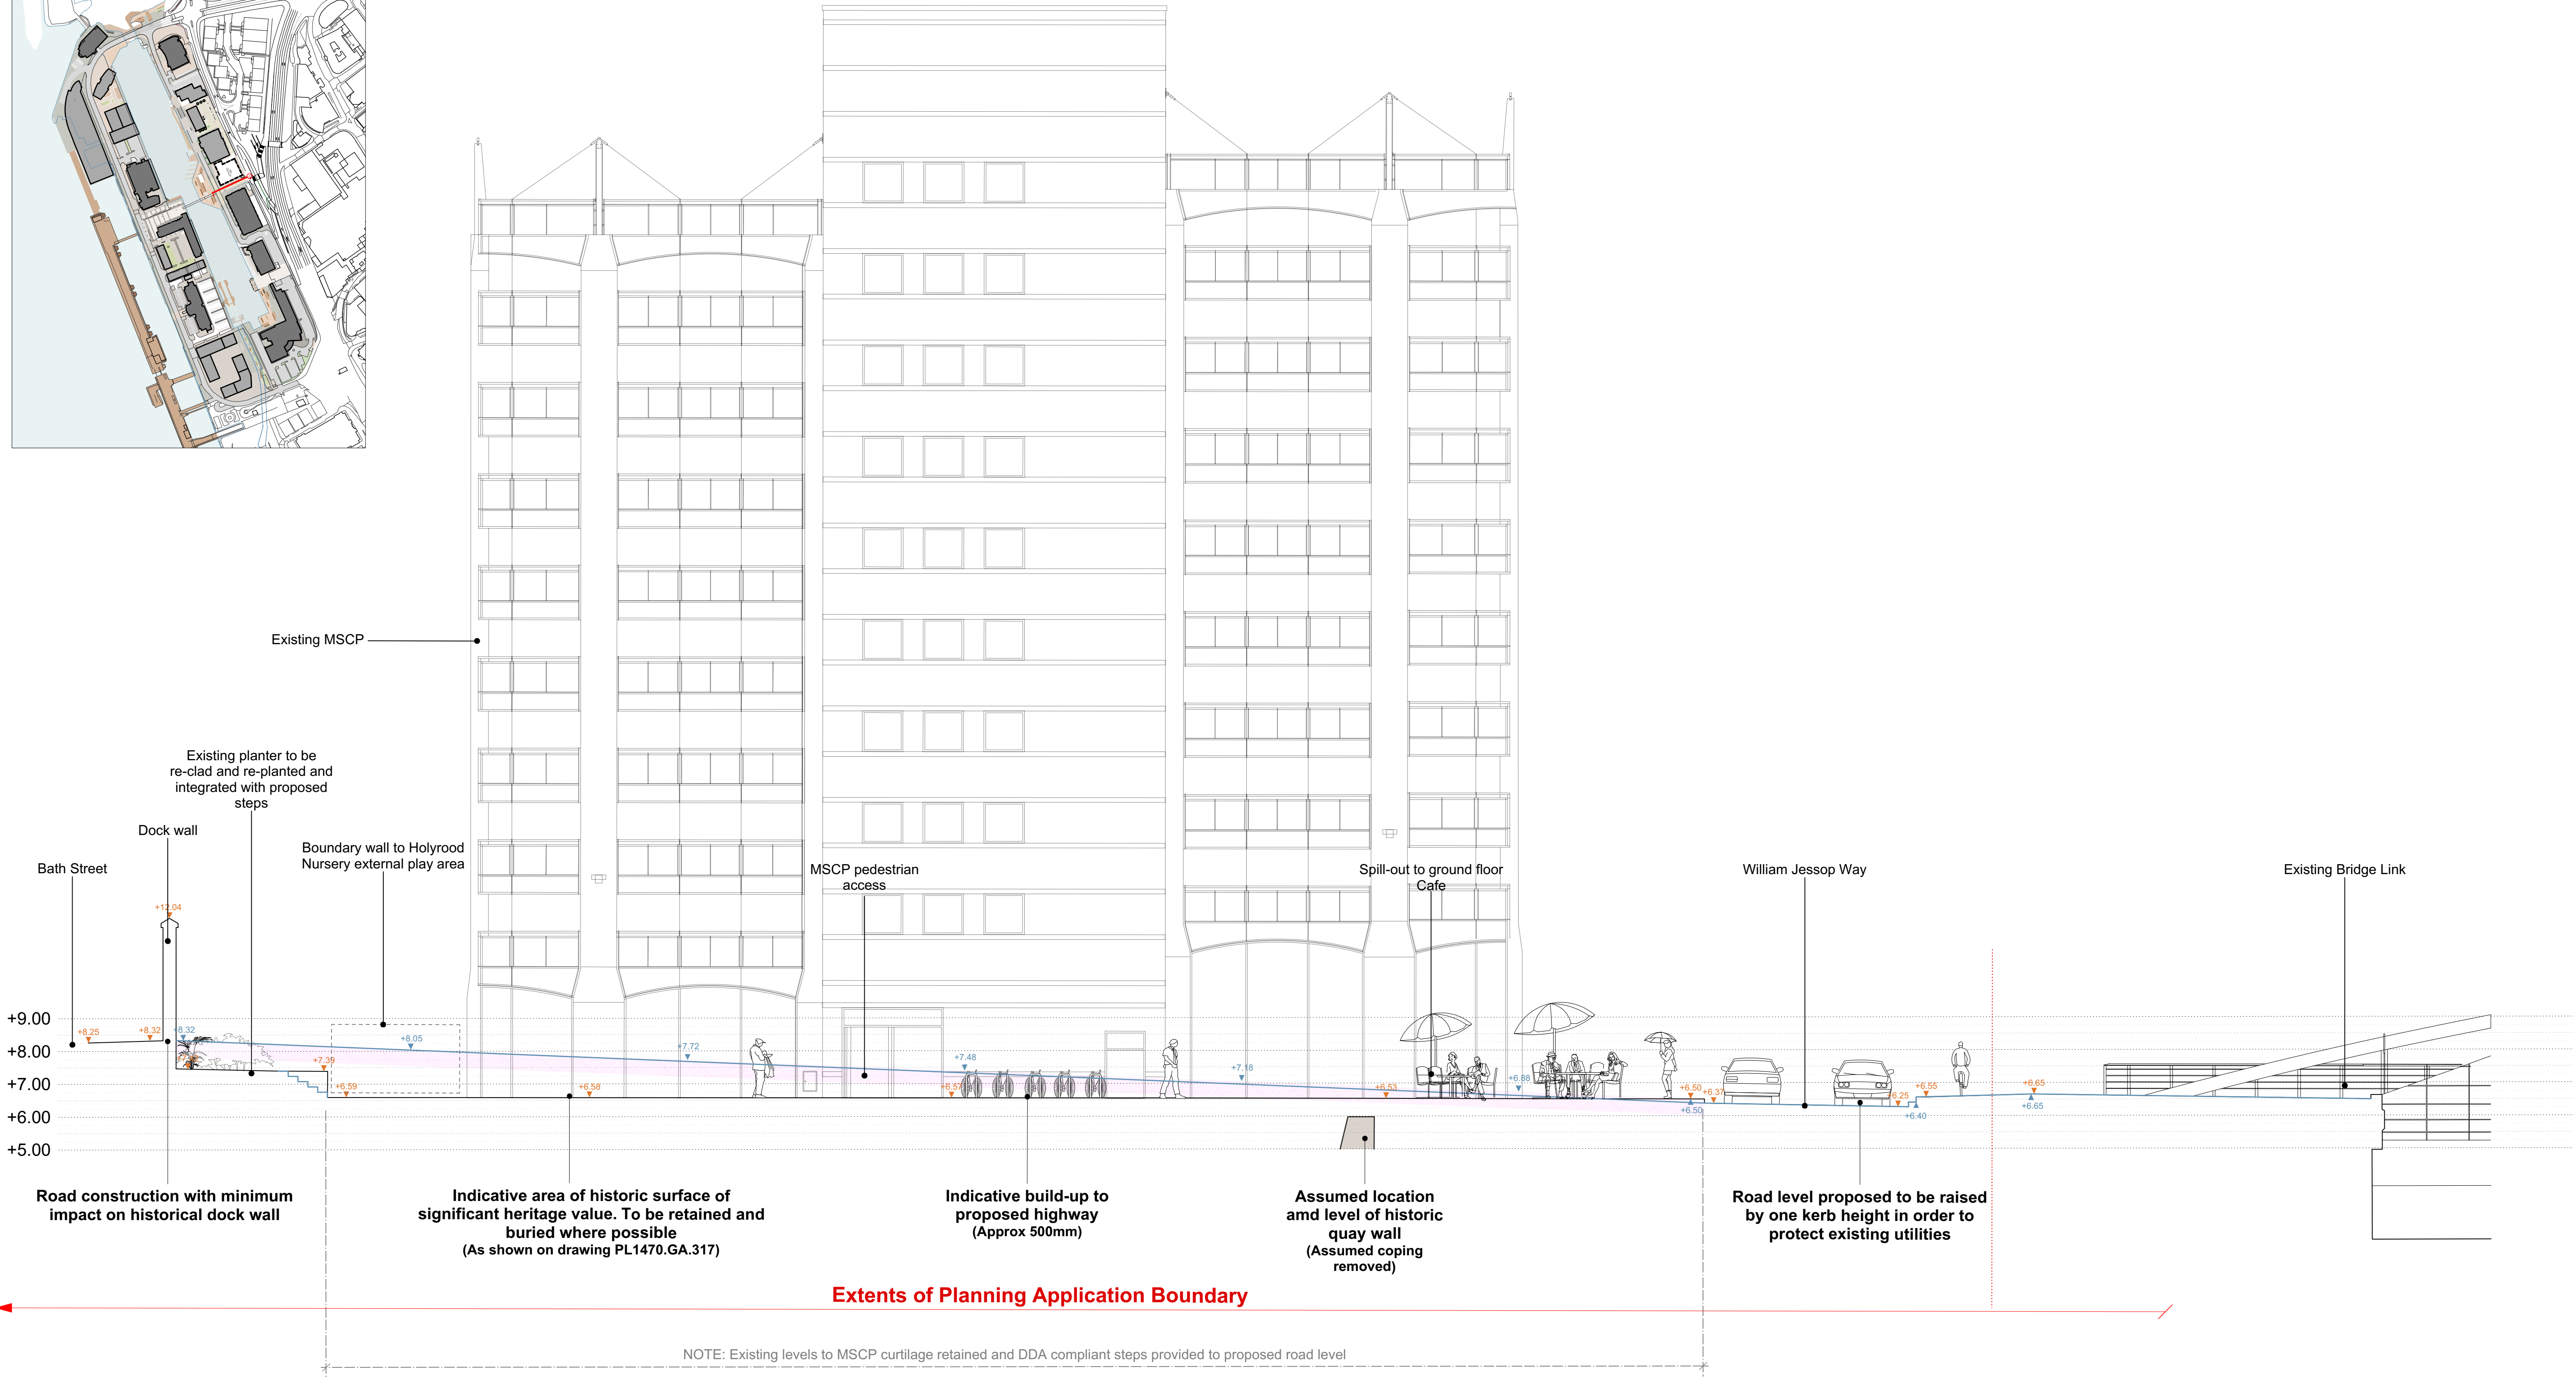 Existing MSCP
Existing planter to be
re-clad and re-planted and
integrated with proposed
steps
Dock wall
Boundary wall to Holyrood
Nursery external play area
Bath Street
MSCP pedestrian
access
Spill-out to ground floor
Cafe
William Jessop Way
Existing Bridge Link
+12.04
+9.00
+8.00
+7.00
+6.00
+5.00
+8.25
+8.32
+8.32
+8.05
+7.72
+7.48
+7.18
+6.88
+7.39
+6.59
+6.58
+6.57
+6.53
+6.50
+6.50
+6.37
+6.25
+6.40
+6.55
+6.65
+6.65
Road construction with minimum
impact on historical dock wall
Indicative area of historic surface of
significant heritage value. To be retained and
buried where possible
(As shown on drawing PL1470.GA.317)
Indicative build-up to
proposed highway
(Approx 500mm)
Assumed location
amd level of historic
quay wall
(Assumed coping
removed)
Road level proposed to be raised
by one kerb height in order to
protect existing utilities
Extents of Planning Application Boundary
NOTE: Existing levels to MSCP curtilage retained and DDA compliant steps provided to proposed road level